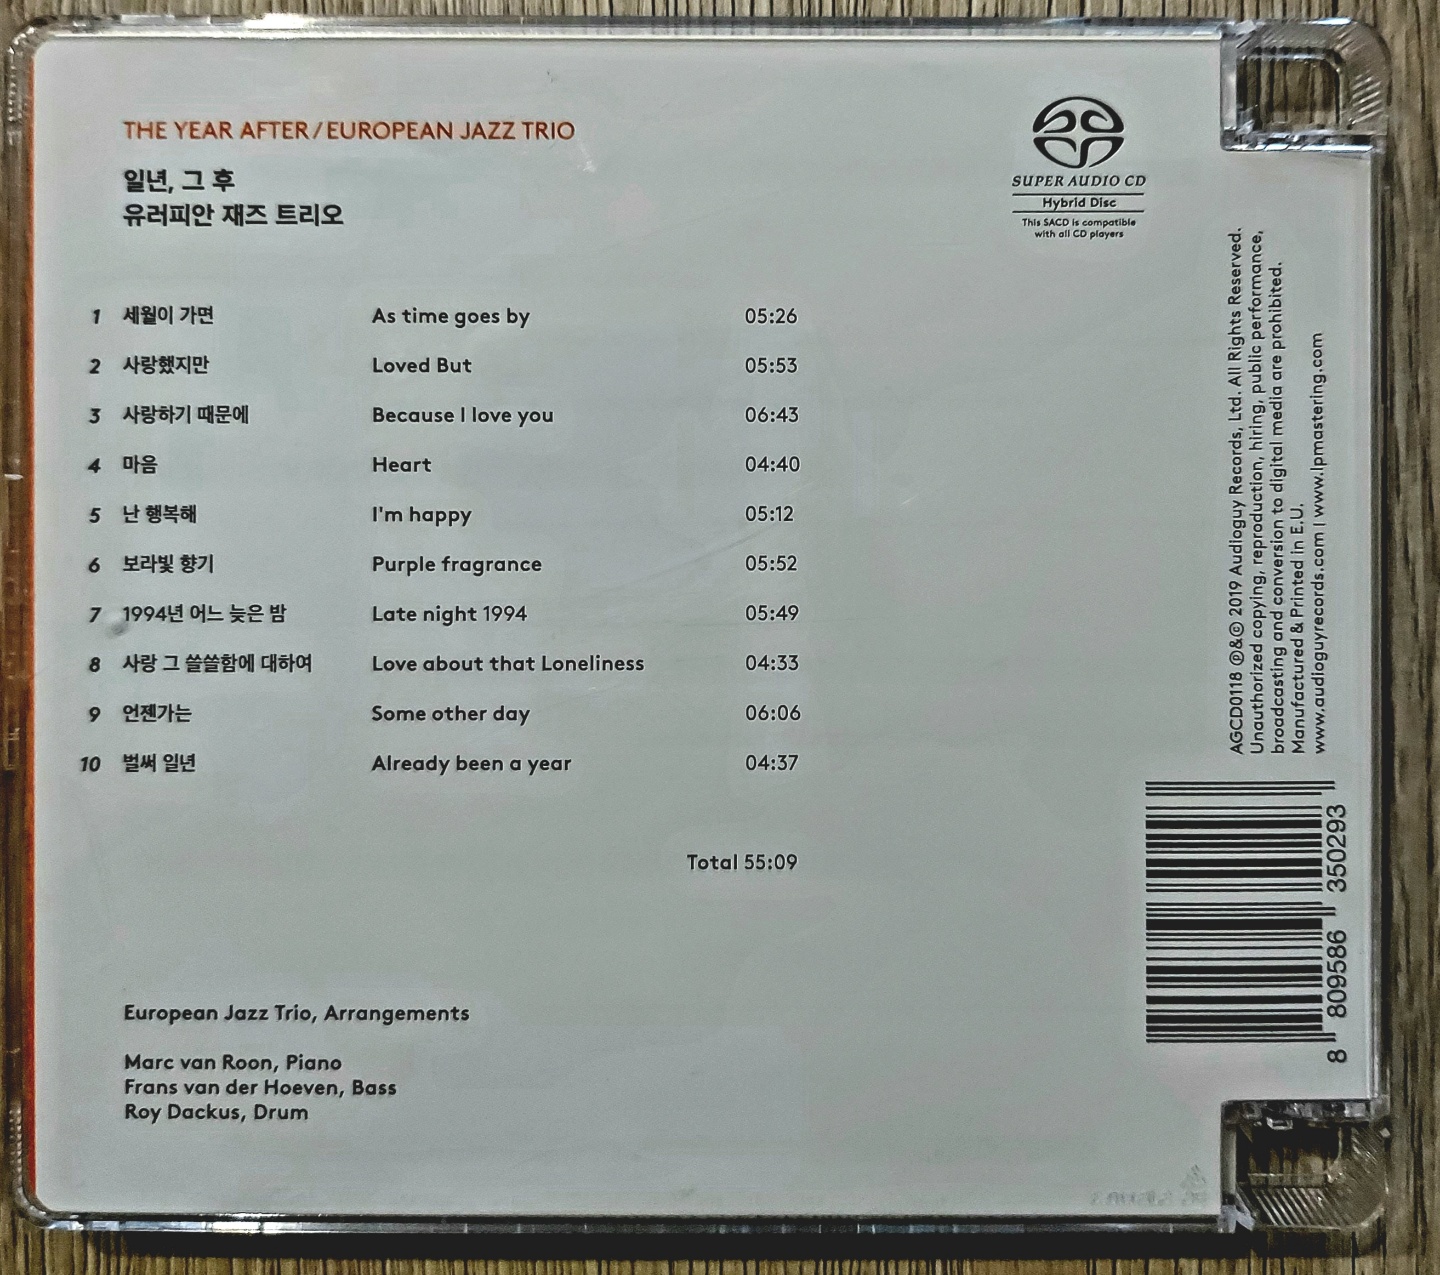 THE YEAR AFTER/EUROPEAN JAZZ TRIO
일년, 그 후
유러피안 재즈 트리오
SUPER AUDIO CD
Hybrid Disc
This SACD is compatible
with all CD players
1 세월이 가면 As time goes by 05:26
2 사랑했지만 Loved But 05:53
3 사랑하기 때문에 Because I love you 06:43
4 마음 Heart 04:40
5 난 행복해 I'm happy 05:12
6 보라빛 향기 Purple fragrance 05:52
7 1994년 어느 늦은 밤 Late night 1994 05:49
8 사랑 그 쓸쓸함에 대하여 Love about that Loneliness 04:33
9 언젠가는 Some other day 06:06
10 벌써 일년 Already been a year 04:37
Total 55:09
European Jazz Trio, Arrangements
Marc van Roon, Piano
Frans van der Hoeven, Bass
Roy Dackus, Drum
AGCD0118 ℗&© 2019 Audioguy Records, Ltd. All Rights Reserved.
Unauthorized copying, reproduction, hiring, public performance,
broadcasting and conversion to digital media are prohibited.
Manufactured & Printed in E.U.
www.audioguyrecords.com | www.lpmastering.com
8 809586 350293